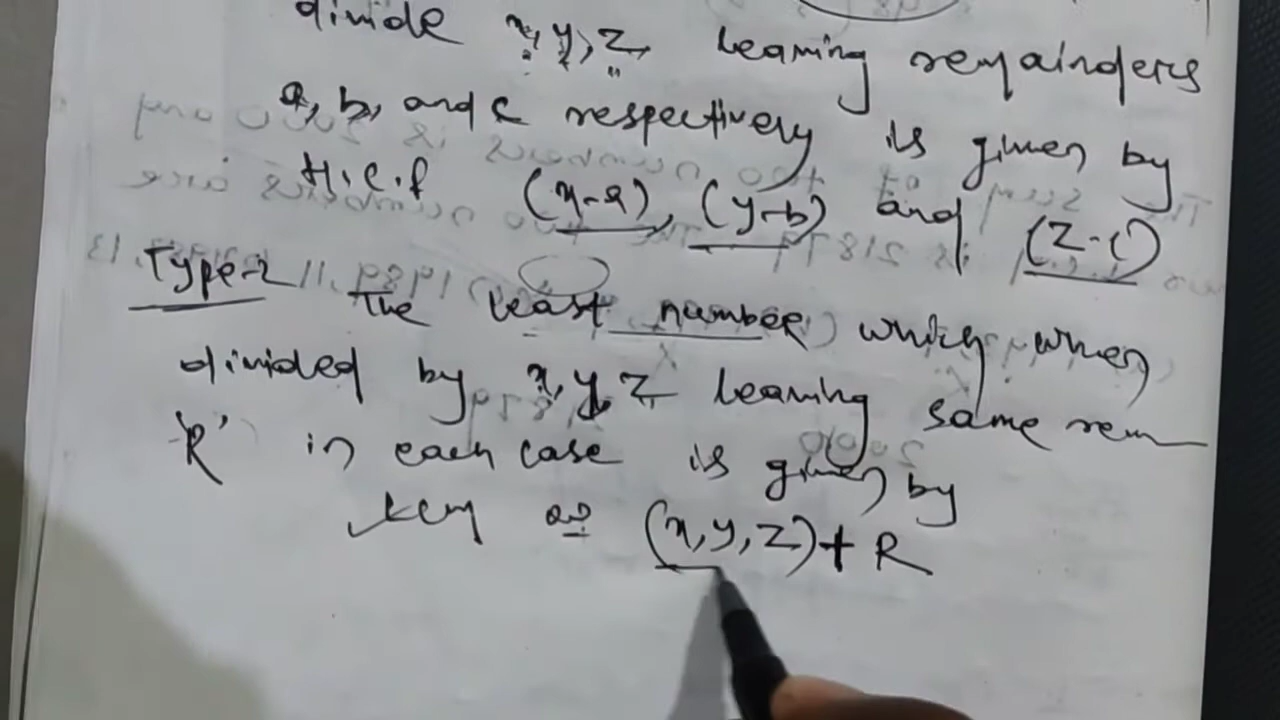 divide x, y, z, leaving remainders
a, b, and c respectively is given by
H.C.f (x-a), (y-b) and (z-c)
Type-2 The least number which when
divided by x, y, z leaving same rem
'R' in each case is given by
LCM of (x, y, z) + R